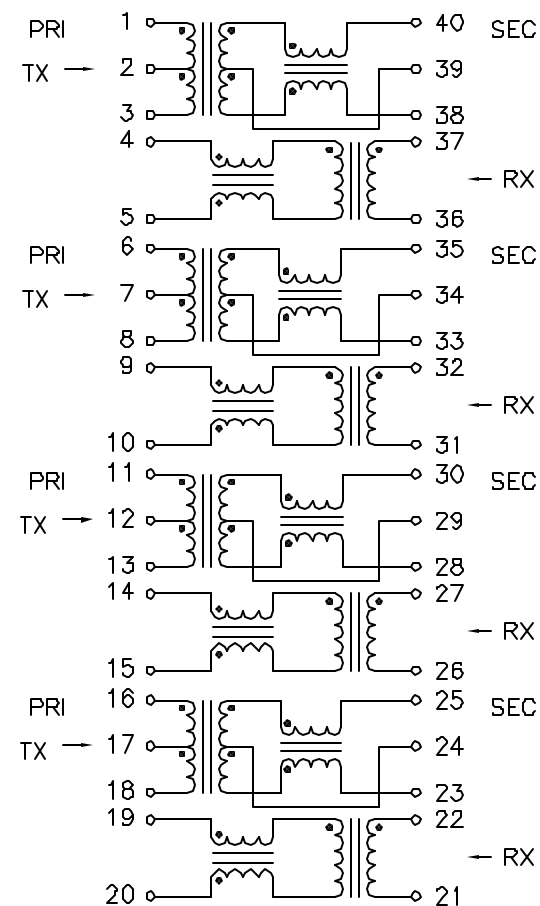 PRI 1 40 SEC
TX 2 39
3 38
4 37
RX
5 36
PRI 6 35 SEC
TX 7 34
8 33
9 32
RX
10 31
PRI 11 30 SEC
TX 12 29
13 28
14 27
RX
15 26
PRI 16 25 SEC
TX 17 24
18 23
19 22
RX
20 21